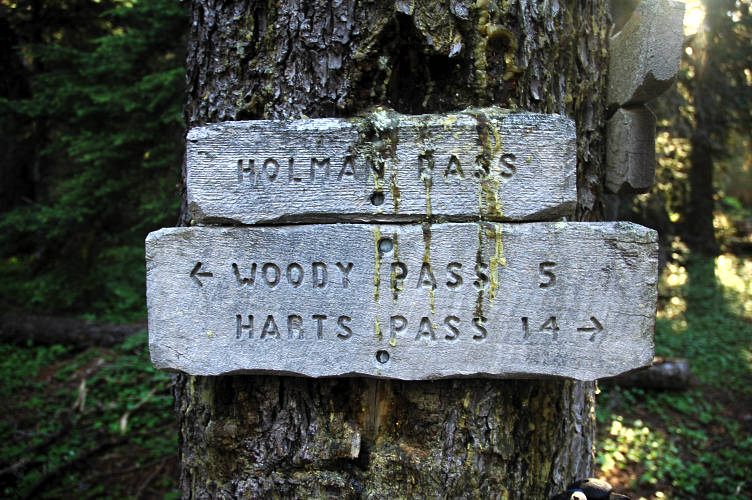 HOLMAN PASS
← WOODY PASS 5
HARTS PASS 14 →